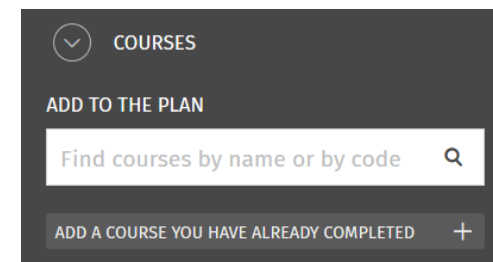 COURSES
ADD TO THE PLAN
Find courses by name or by code
ADD A COURSE YOU HAVE ALREADY COMPLETED +